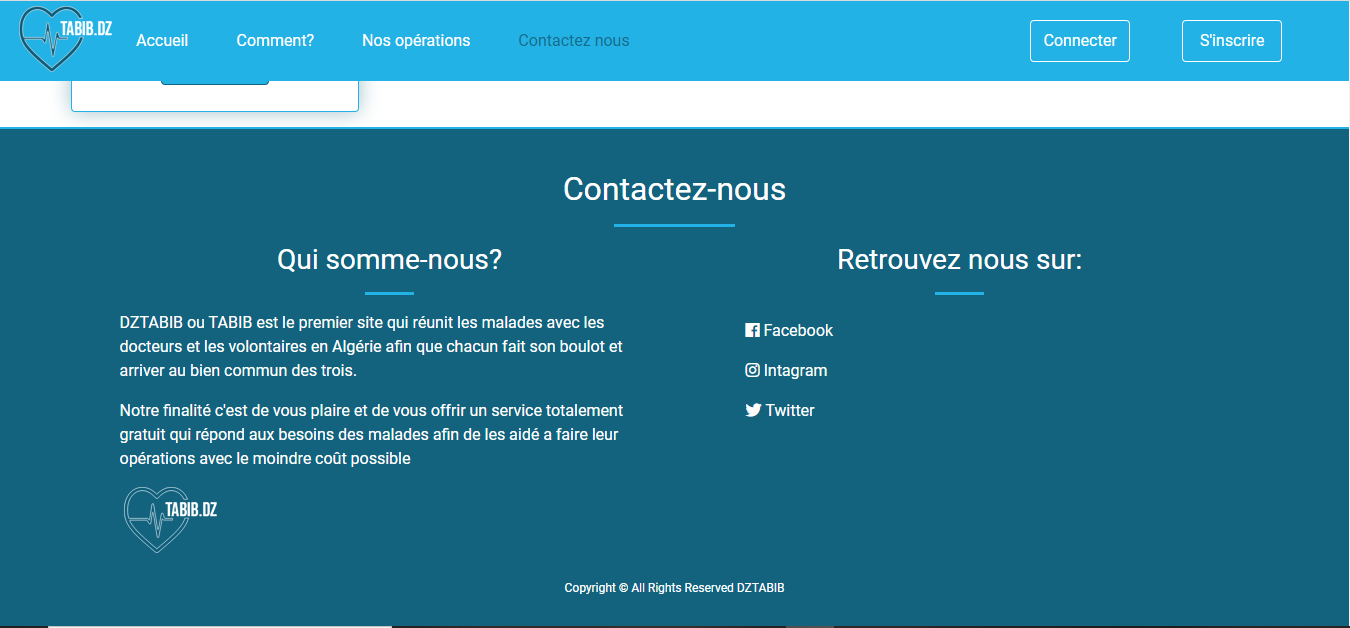 TABIB.DZ
Accueil
Comment?
Nos opérations
Contactez nous
Connecter
S'inscrire
Contactez-nous
Qui somme-nous?
DZTABIB ou TABIB est le premier site qui réunit les malades avec les
docteurs et les volontaires en Algérie afin que chacun fait son boulot et
arriver au bien commun des trois.
Notre finalité c'est de vous plaire et de vous offrir un service totalement
gratuit qui répond aux besoins des malades afin de les aidé a faire leur
opérations avec le moindre coût possible
TABIB.DZ
Retrouvez nous sur:
Facebook
Intagram
Twitter
Copyright © All Rights Reserved DZTABIB